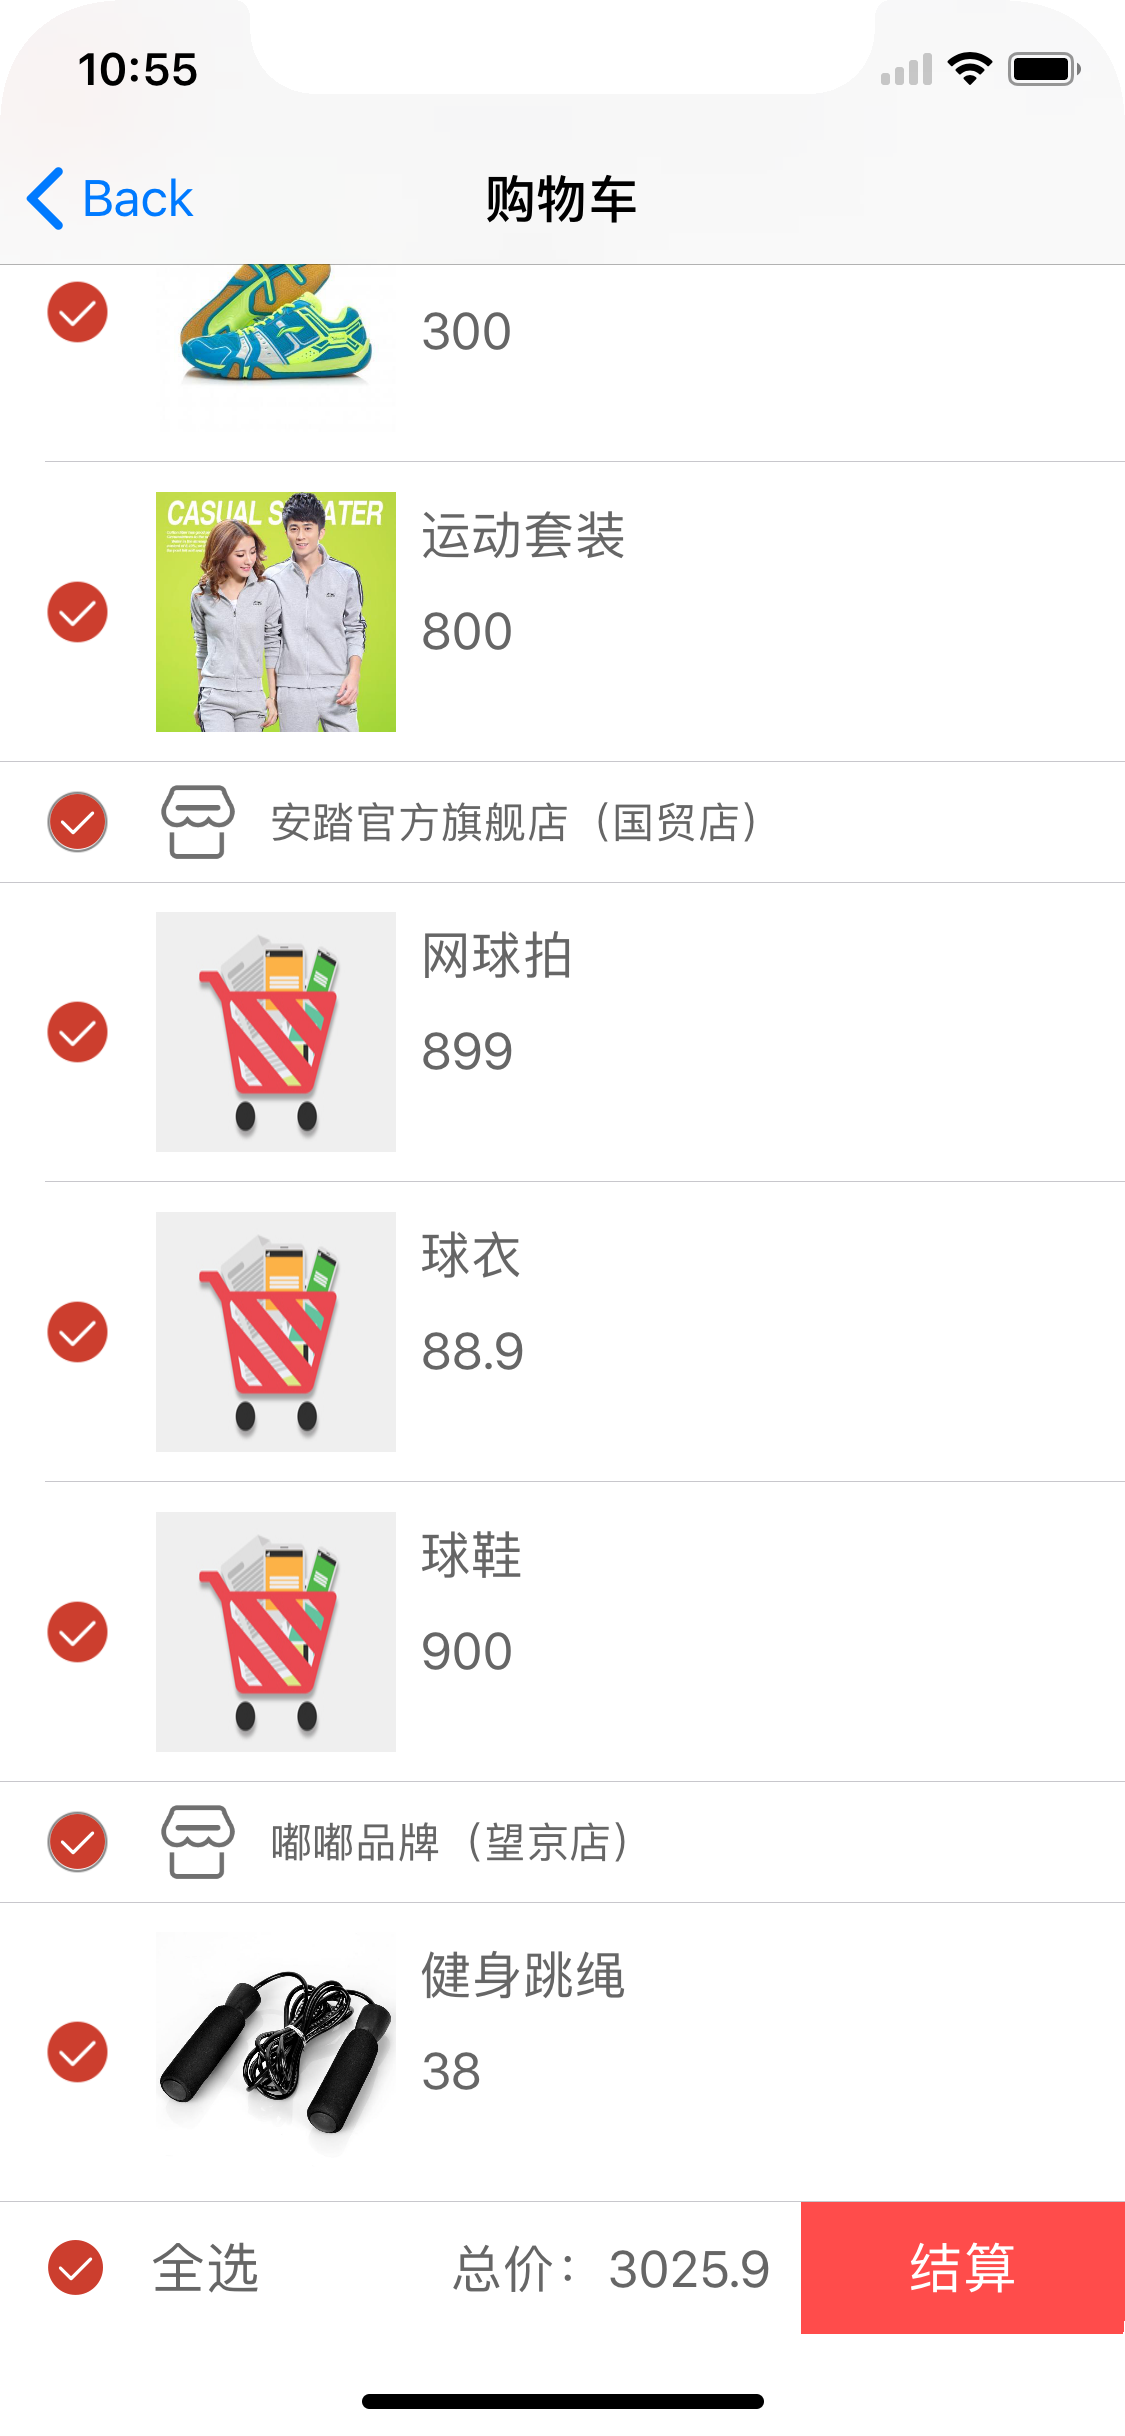 10:55
Back
购物车
300
CASUAL S
ATER
运动套装
800
安踏官方旗舰店（国贸店）
网球拍
899
球衣
88.9
球鞋
900
嘟嘟品牌（望京店）
健身跳绳
38
全选
总价：3025.9
结算